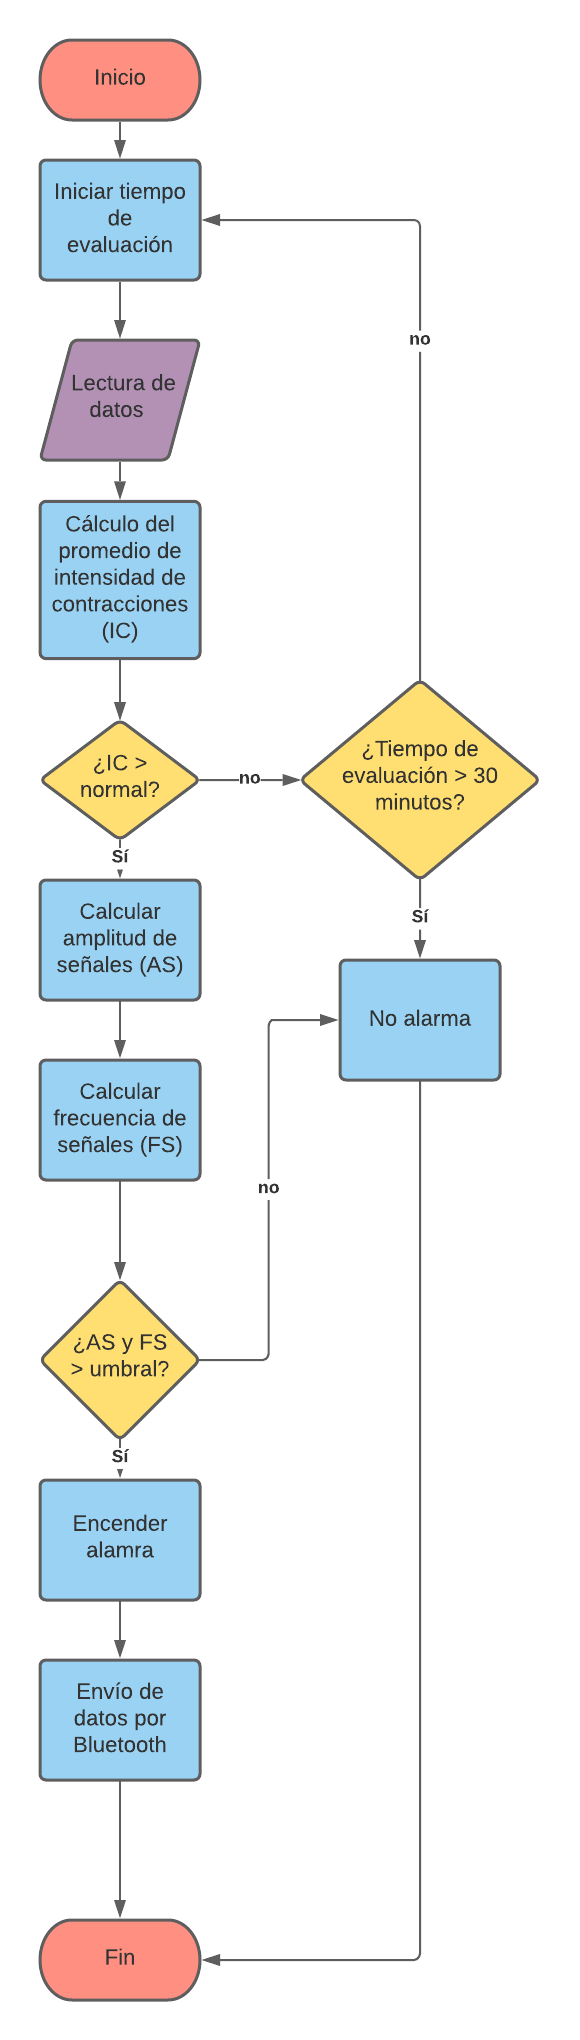 Inicio
Iniciar tiempo
de
evaluación
no
Lectura de
datos
Cálculo del
promedio de
intensidad de
contracciones
(IC)
¿IC >
normal?
no
¿Tiempo de
evaluación > 30
minutos?
Sí
Calcular
amplitud de
señales (AS)
Sí
No alarma
Calcular
frecuencia de
señales (FS)
no
¿AS y FS
> umbral?
Sí
Encender
alamra
Envío de
datos por
Bluetooth
Fin